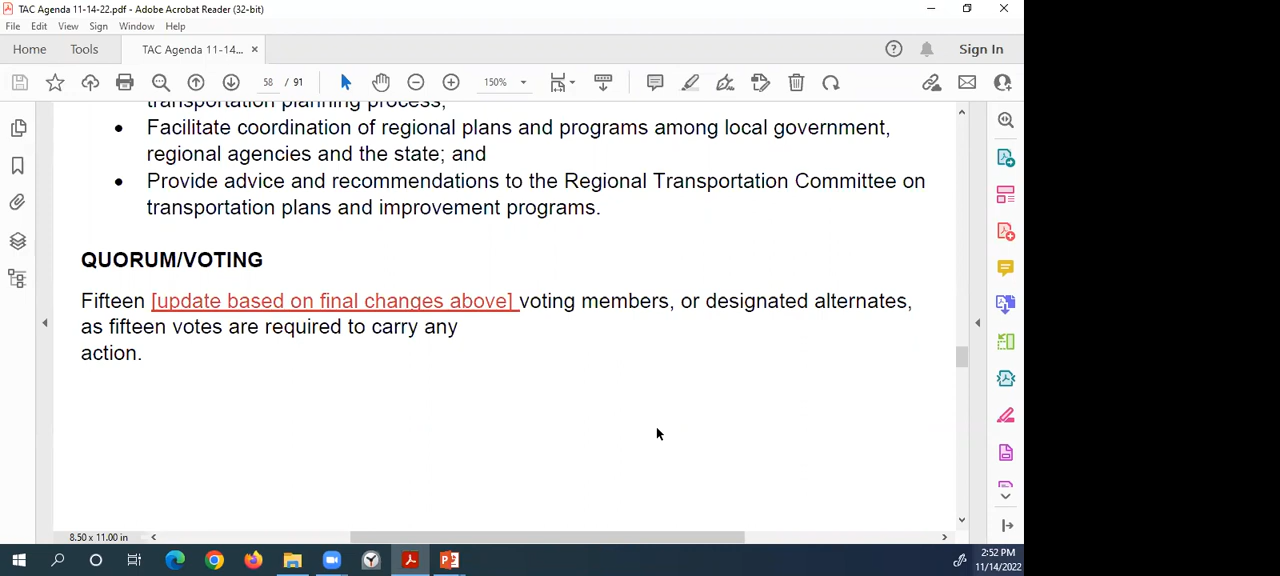 TAC Agenda 11-14-22.pdf - Adobe Acrobat Reader (32-bit)
File Edit View Sign Window Help
Home Tools TAC Agenda 11-14... × Sign In
58 / 91 150%
transportation planning process;
• Facilitate coordination of regional plans and programs among local government,
regional agencies and the state; and
• Provide advice and recommendations to the Regional Transportation Committee on
transportation plans and improvement programs.
QUORUM/VOTING
Fifteen [update based on final changes above] voting members, or designated alternates,
as fifteen votes are required to carry any
action.
8.50 x 11.00 in
2:52 PM
11/14/2022